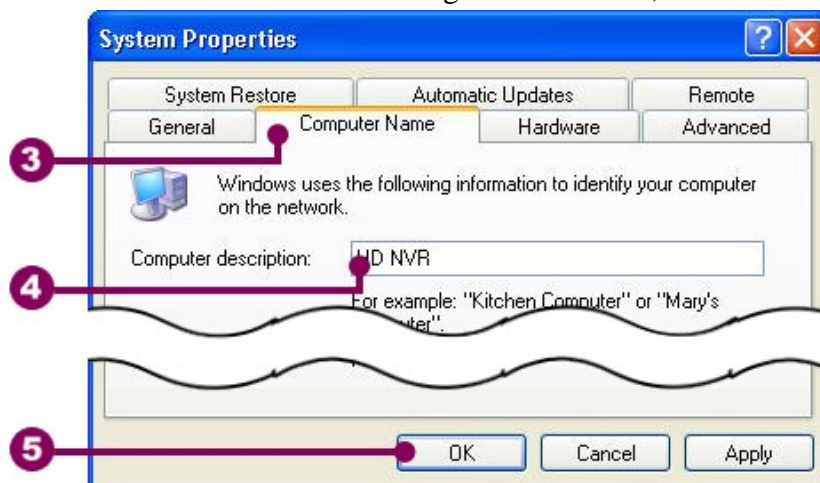 System Properties
System Restore Automatic Updates Remote
General Computer Name Hardware Advanced
3
Windows uses the following information to identify your computer
on the network.
Computer description: HD NVR
4
For example: "Kitchen Computer" or "Mary's
5
OK Cancel Apply